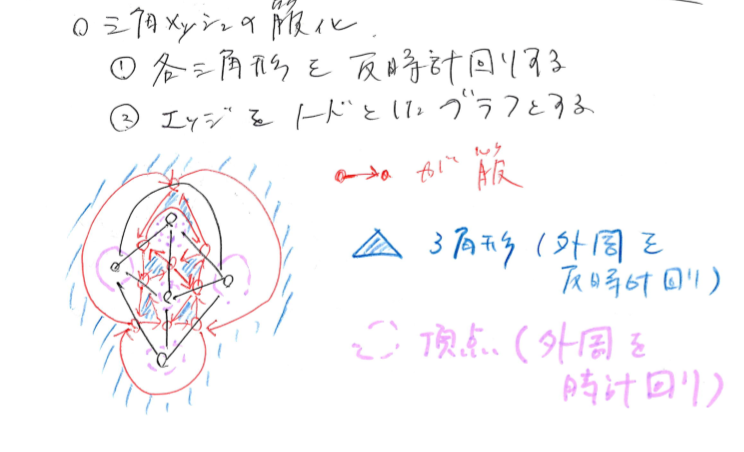 ○ 三角メッシュの箙化
① 各三角形を反時計回りする
② エッジをノードとしたグラフとする
が箙
えびら
3角形 (外周を
反時計回り)
頂点 (外周を
時計回り)